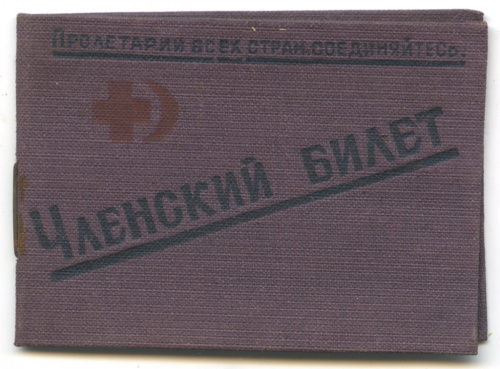 Пролетарии всех стран, соединяйтесь.
Членский билет